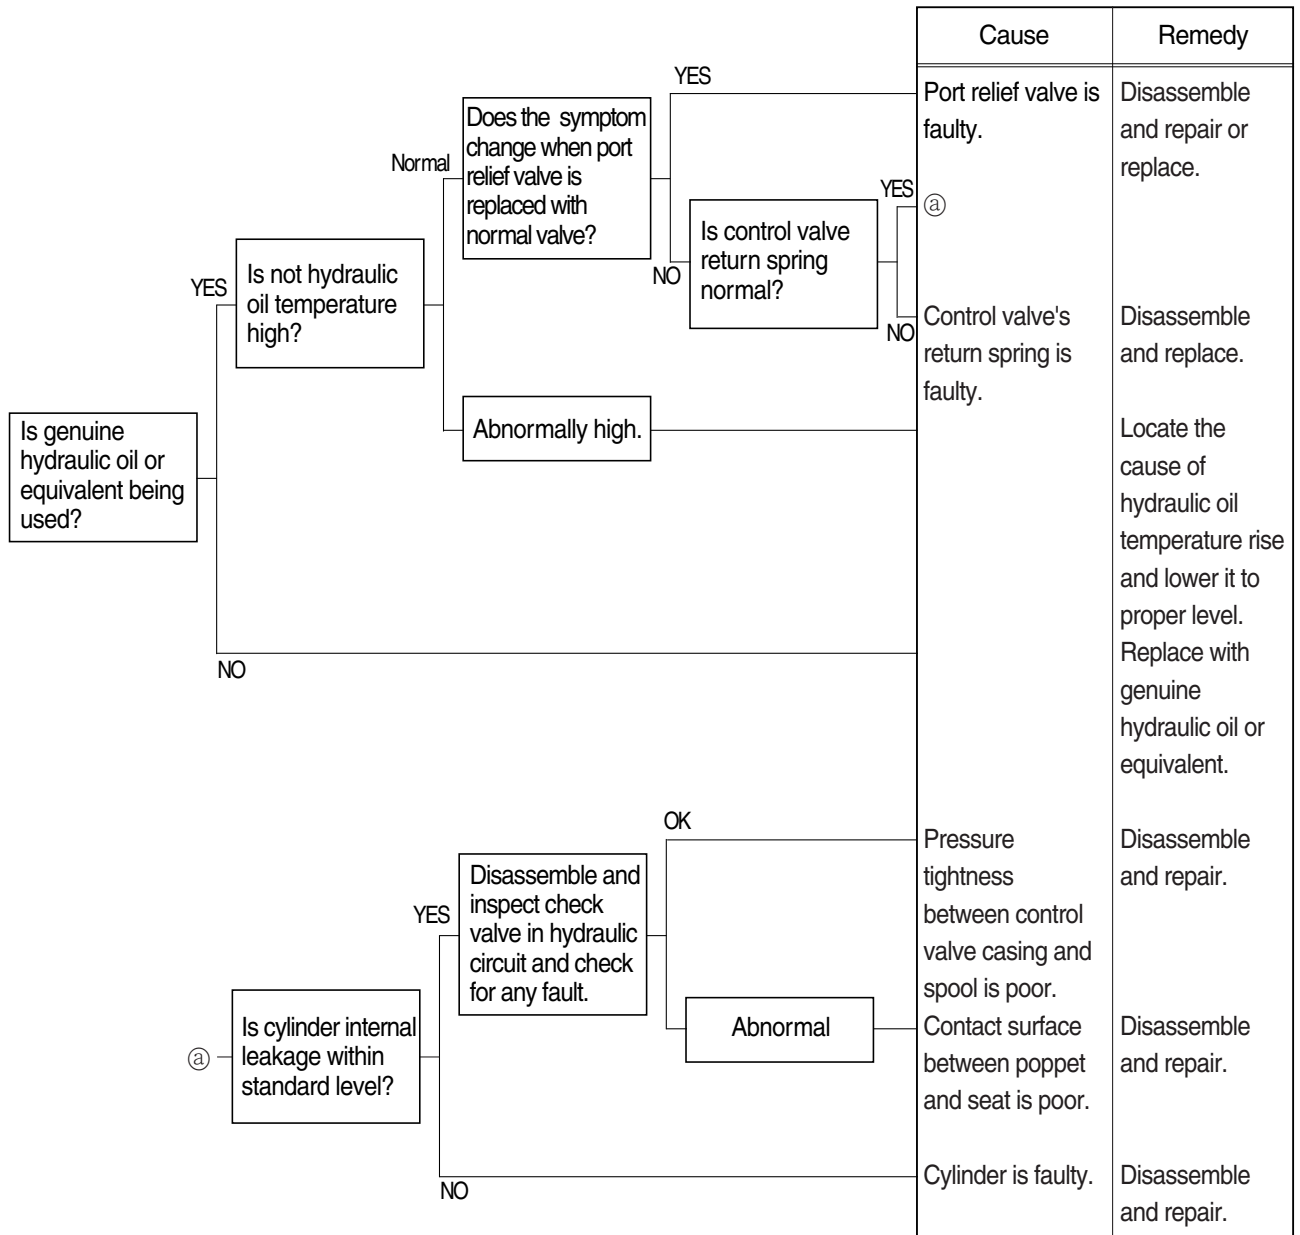 Cause
Remedy
YES
Port relief valve is
faulty.
Disassemble
and repair or
replace.
Does the symptom
change when port
relief valve is
replaced with
normal valve?
Normal
YES
ⓐ
Is control valve
return spring
normal?
NO
NO
Control valve's
return spring is
faulty.
Disassemble
and replace.
YES
Is not hydraulic
oil temperature
high?
Abnormally high.
Locate the
cause of
hydraulic oil
temperature rise
and lower it to
proper level.
Is genuine
hydraulic oil or
equivalent being
used?
NO
Replace with
genuine
hydraulic oil or
equivalent.
OK
Pressure
tightness
between control
valve casing and
spool is poor.
Disassemble
and repair.
YES
Disassemble and
inspect check
valve in hydraulic
circuit and check
for any fault.
Abnormal
Contact surface
between poppet
and seat is poor.
Disassemble
and repair.
ⓐ
Is cylinder internal
leakage within
standard level?
NO
Cylinder is faulty.
Disassemble
and repair.